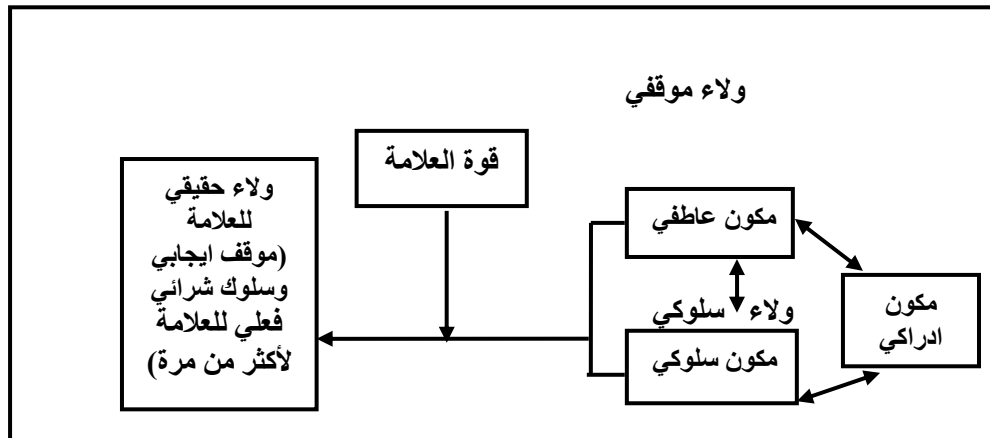 ولاء موقفي
قوة العلامة
مكون عاطفي
ولاء سلوكي
مكون سلوكي
مكون
ادراكي
ولاء حقيقي
للعلامة
(موقف ايجابي
وسلوك شرائي
فعلي للعلامة
لأكثر من مرة)